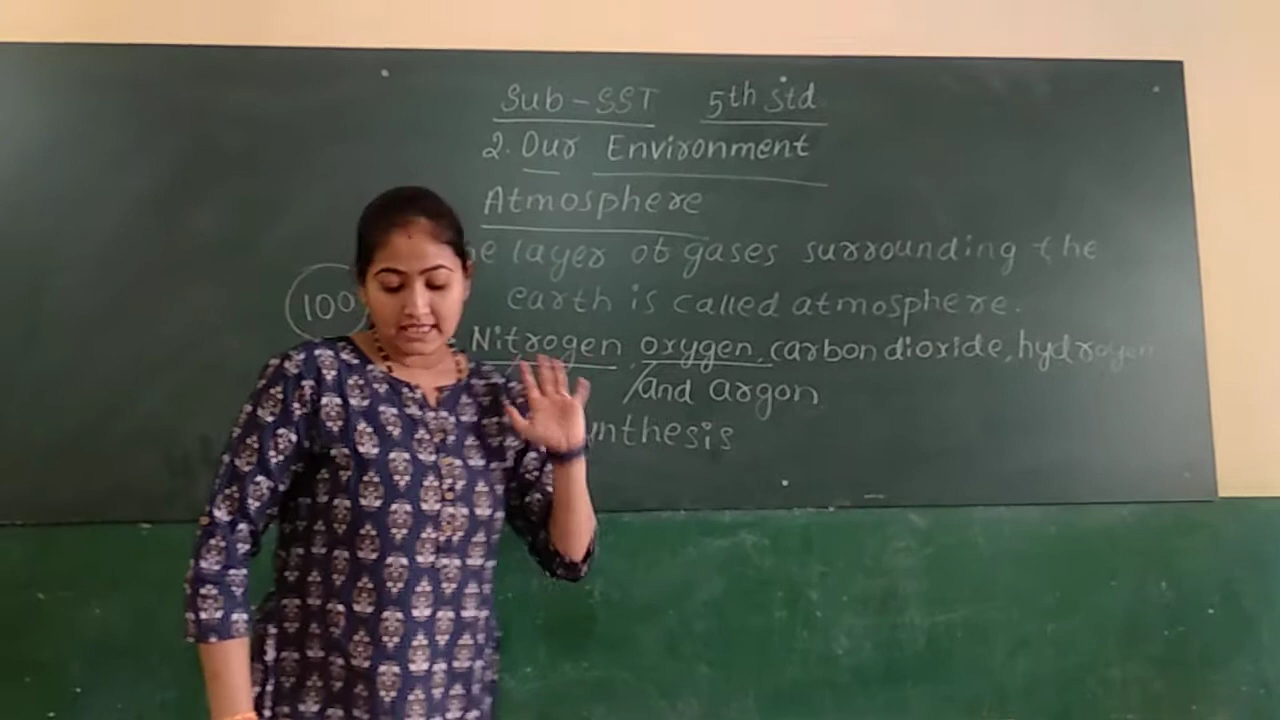 Sub-SST 5th Std
2. Our Environment
Atmosphere
layer of gases surrounding the
100
earth is called atmosphere.
Nitrogen, oxygen, carbon dioxide, hydrogen
and argon